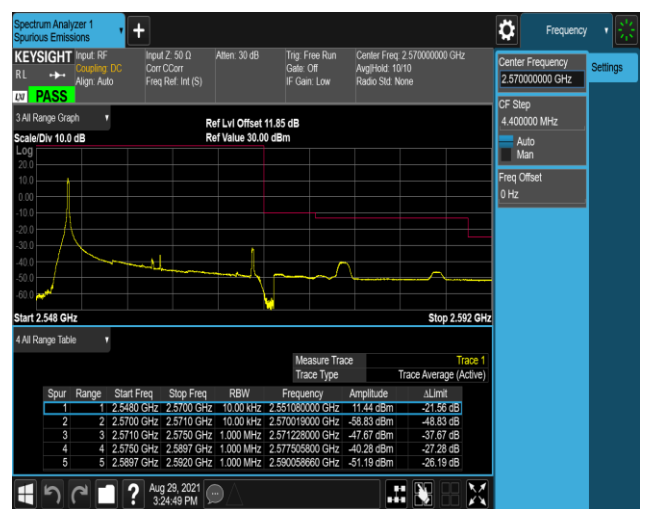 Spectrum Analyzer 1
Spurious Emissions
Frequency
KEYSIGHT Input: RF Input Z: 50 Ω Atten: 30 dB Trig: Free Run Center Freq: 2.570000000 GHz
RL Coupling: DC Corr CCorr Gate: Off Avg|Hold: 10/10
Align: Auto Freq Ref: Int (S) IF Gain: Low Radio Std: None
LXI PASS
Center Frequency
2.570000000 GHz
Settings
CF Step
4.400000 MHz
Auto
Man
Freq Offset
0 Hz
3 All Range Graph
Ref Lvl Offset 11.85 dB
Scale/Div 10.0 dB Ref Value 30.00 dBm
Log
20.0
10.0
0.00
-10.0
-20.0
-30.0
-40.0
-50.0
-60.0
Start 2.548 GHz Stop 2.592 GHz
4 All Range Table
Measure Trace Trace 1
Trace Type Trace Average (Active)
Spur Range Start Freq Stop Freq RBW Frequency Amplitude ΔLimit
1 1 2.5480 GHz 2.5700 GHz 10.00 kHz 2.551080000 GHz 11.44 dBm -21.56 dB
2 2 2.5700 GHz 2.5710 GHz 10.00 kHz 2.570019000 GHz -58.83 dBm -48.83 dB
3 3 2.5710 GHz 2.5750 GHz 1.000 MHz 2.571228000 GHz -47.67 dBm -37.67 dB
4 4 2.5750 GHz 2.5897 GHz 1.000 MHz 2.577505800 GHz -40.28 dBm -27.28 dB
5 5 2.5897 GHz 2.5920 GHz 1.000 MHz 2.590058660 GHz -51.19 dBm -26.19 dB
? Aug 29, 2021
3:24:49 PM